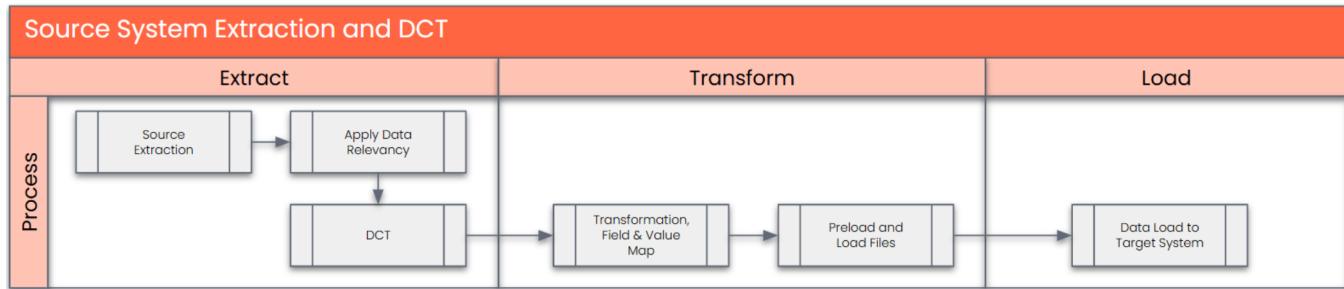 Source System Extraction and DCT
Extract
Transform
Load
Process
Source
Extraction
Apply Data
Relevancy
DCT
Transformation,
Field & Value
Map
Preload and
Load Files
Data Load to
Target System